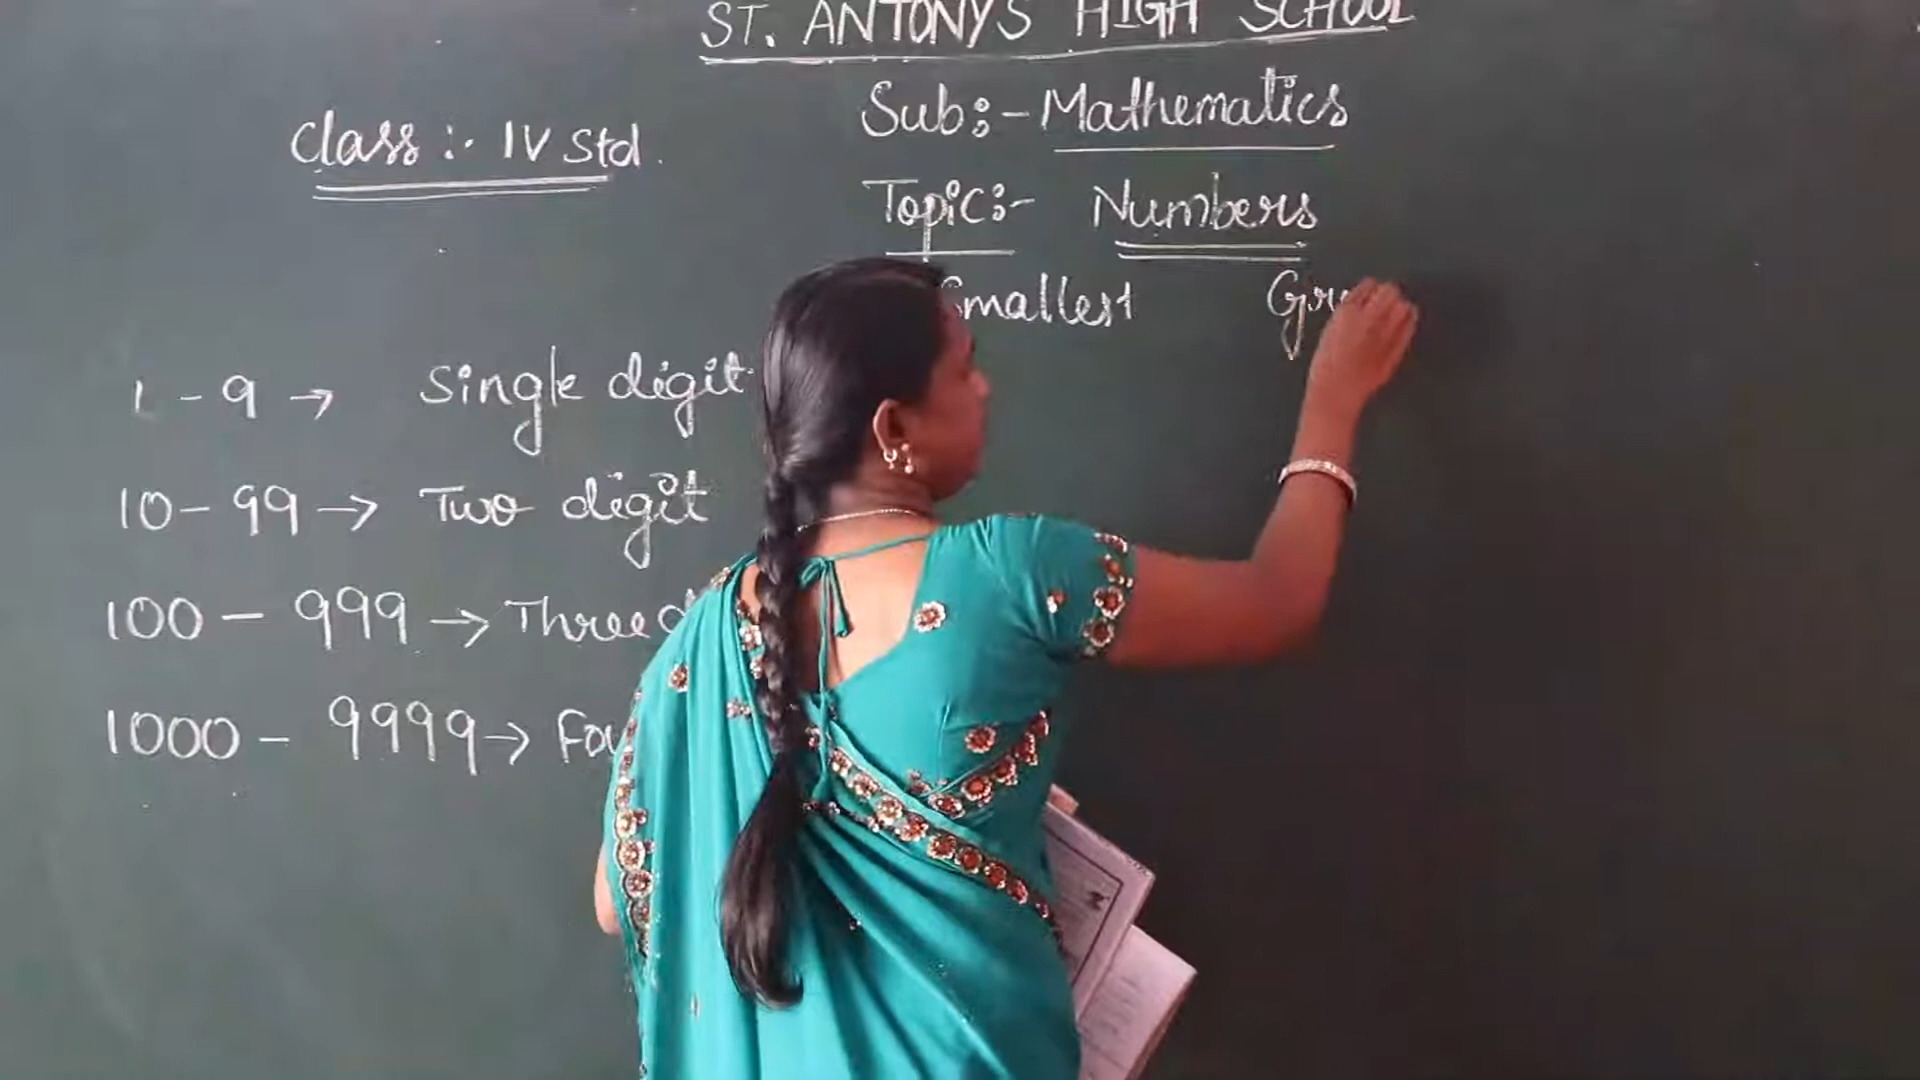 ST. ANTONYS HIGH SCHOOL
Sub:- Mathematics
Class :- IV Std.
Topic:- Numbers
Smallest
1 - 9 → Single digit
10 - 99 → Two digit
100 - 999 → Three
1000 - 9999 →